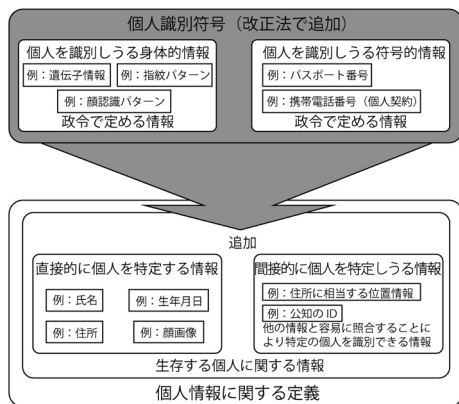 個人識別符号（改正法で追加）
個人を識別しうる身体的情報
例：遺伝子情報
例：指紋パターン
例：顔認識パターン
政令で定める情報
個人を識別しうる符号的情報
例：パスポート番号
例：携帯電話番号（個人契約）
政令で定める情報
追加
直接的に個人を特定する情報
例：氏名
例：生年月日
例：住所
例：顔画像
間接的に個人を特定しうる情報
例：住所に相当する位置情報
例：公知の ID
他の情報と容易に照合することに
より特定の個人を識別できる情報
生存する個人に関する情報
個人情報に関する定義